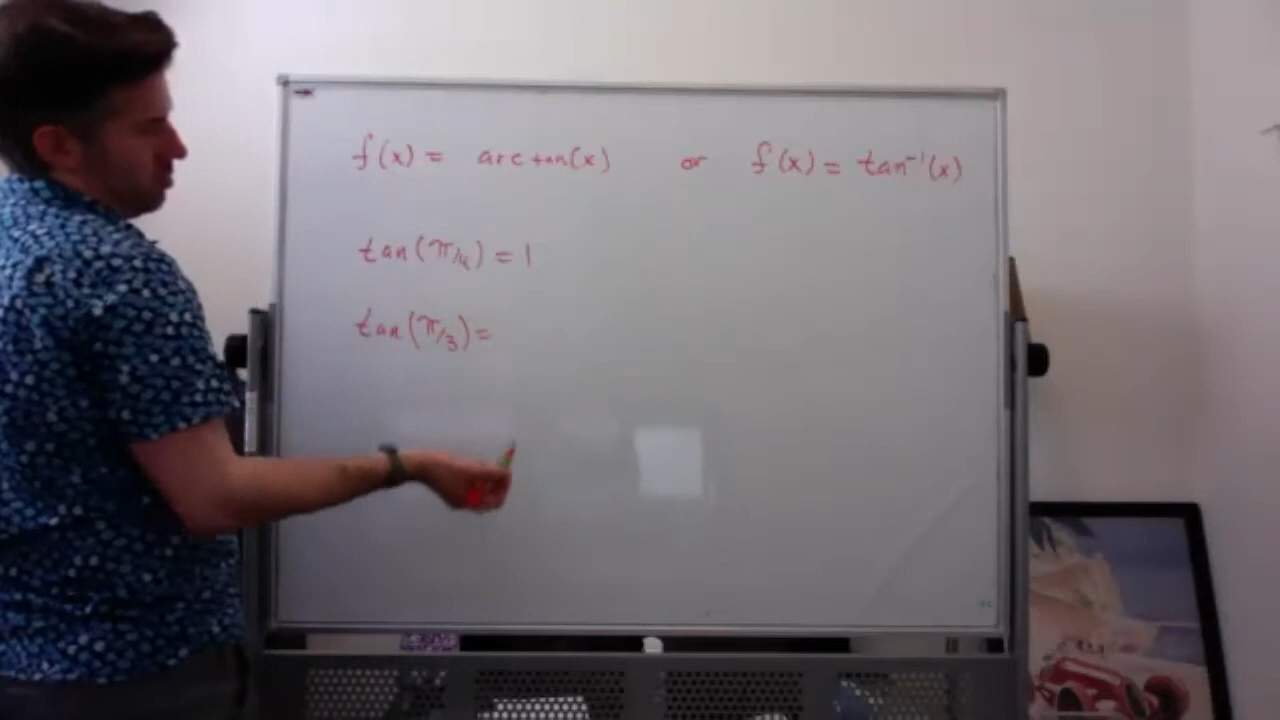 f(x) = arctan(x) or f(x) = tan⁻¹(x)
tan(π/4) = 1
tan(π/3) =